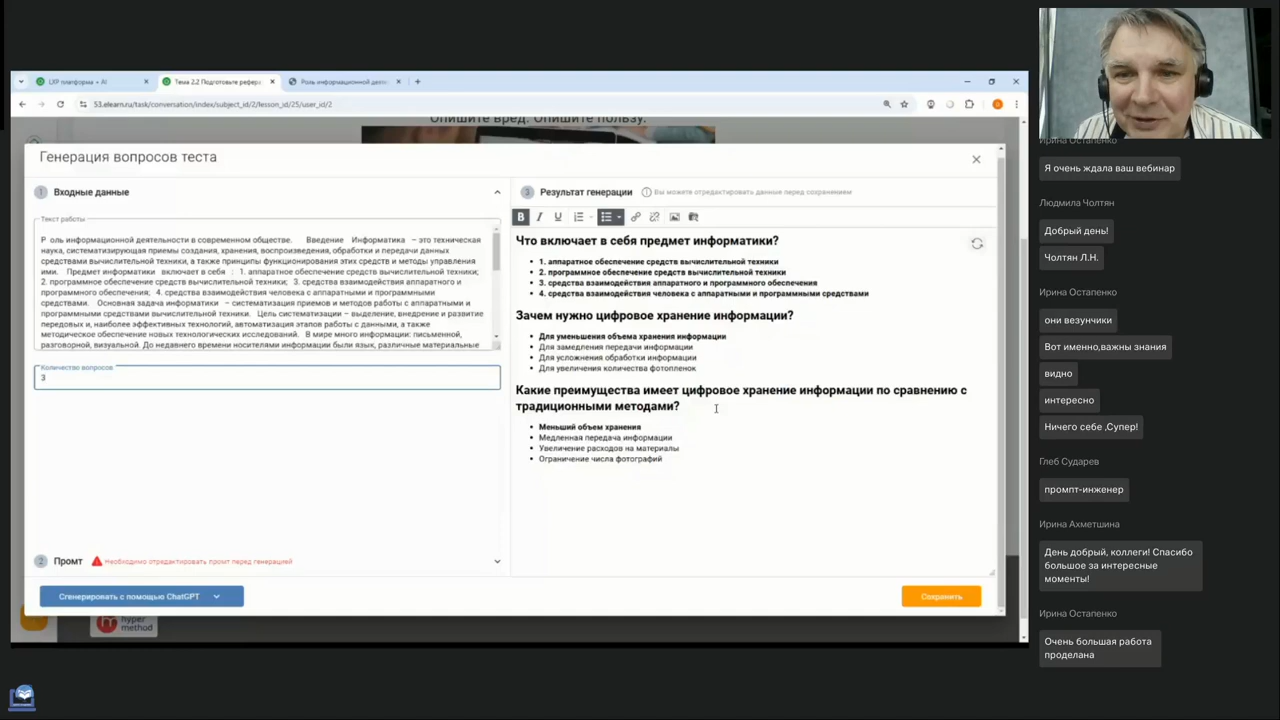 LXP платформа + AI
Тема 2.2 Подготовьте рефера
Роль информационной деяте
53.elearn.ru/task/conversation/index/subject_id/2/lesson_id/25/user_id/2
Опишите вред. Опишите пользу.
Генерация вопросов теста
1 Входные данные
Текст работы
Р оль информационной деятельности в современном обществе. Введение Информатика – это техническая
наука, систематизирующая приемы создания, хранения, воспроизведения, обработки и передачи данных
средствами вычислительной техники, а также принципы функционирования этих средств и методы управления
ими. Предмет информатики включает в себя : 1. аппаратное обеспечение средств вычислительной техники;
2. программное обеспечение средств вычислительной техники; 3. средства взаимодействия аппаратного и
программного обеспечения; 4. средства взаимодействия человека с аппаратными и программными
средствами. Основная задача информатики – систематизация приемов и методов работы с аппаратными и
программными средствами вычислительной техники. Цель систематизации – выделение, внедрение и развитие
передовых и, наиболее эффективных технологий, автоматизация этапов работы с данными, а также
методическое обеспечение новых технологических исследований. В мире много информации: письменной,
разговорной, визуальной. До недавнего времени носителями информации были язык, различные материальные
Количество вопросов
3
2 Промт Необходимо отредактировать промт перед генерацией
Сгенерировать с помощью ChatGPT
3 Результат генерации Вы можете отредактировать данные перед сохранением
B I U
Что включает в себя предмет информатики?
• 1. аппаратное обеспечение средств вычислительной техники
• 2. программное обеспечение средств вычислительной техники
• 3. средства взаимодействия аппаратного и программного обеспечения
• 4. средства взаимодействия человека с аппаратными и программными средствами
Зачем нужно цифровое хранение информации?
• Для уменьшения объема хранения информации
• Для замедления передачи информации
• Для усложнения обработки информации
• Для увеличения количества фотопленок
Какие преимущества имеет цифровое хранение информации по сравнению с
традиционными методами?
• Меньший объем хранения
• Медленная передача информации
• Увеличение расходов на материалы
• Ограничение числа фотографий
Сохранить
hyper
method
Ирина Остапенко
Я очень ждала ваш вебинар
Людмила Чолтян
Добрый день!
Чолтян Л.Н.
Ирина Остапенко
они везунчики
Вот именно,важны знания
видно
интересно
Ничего себе ,Супер!
Глеб Сударев
промпт-инженер
Ирина Ахметшина
День добрый, коллеги! Спасибо
большое за интересные
моменты!
Ирина Остапенко
Очень большая работа
проделана